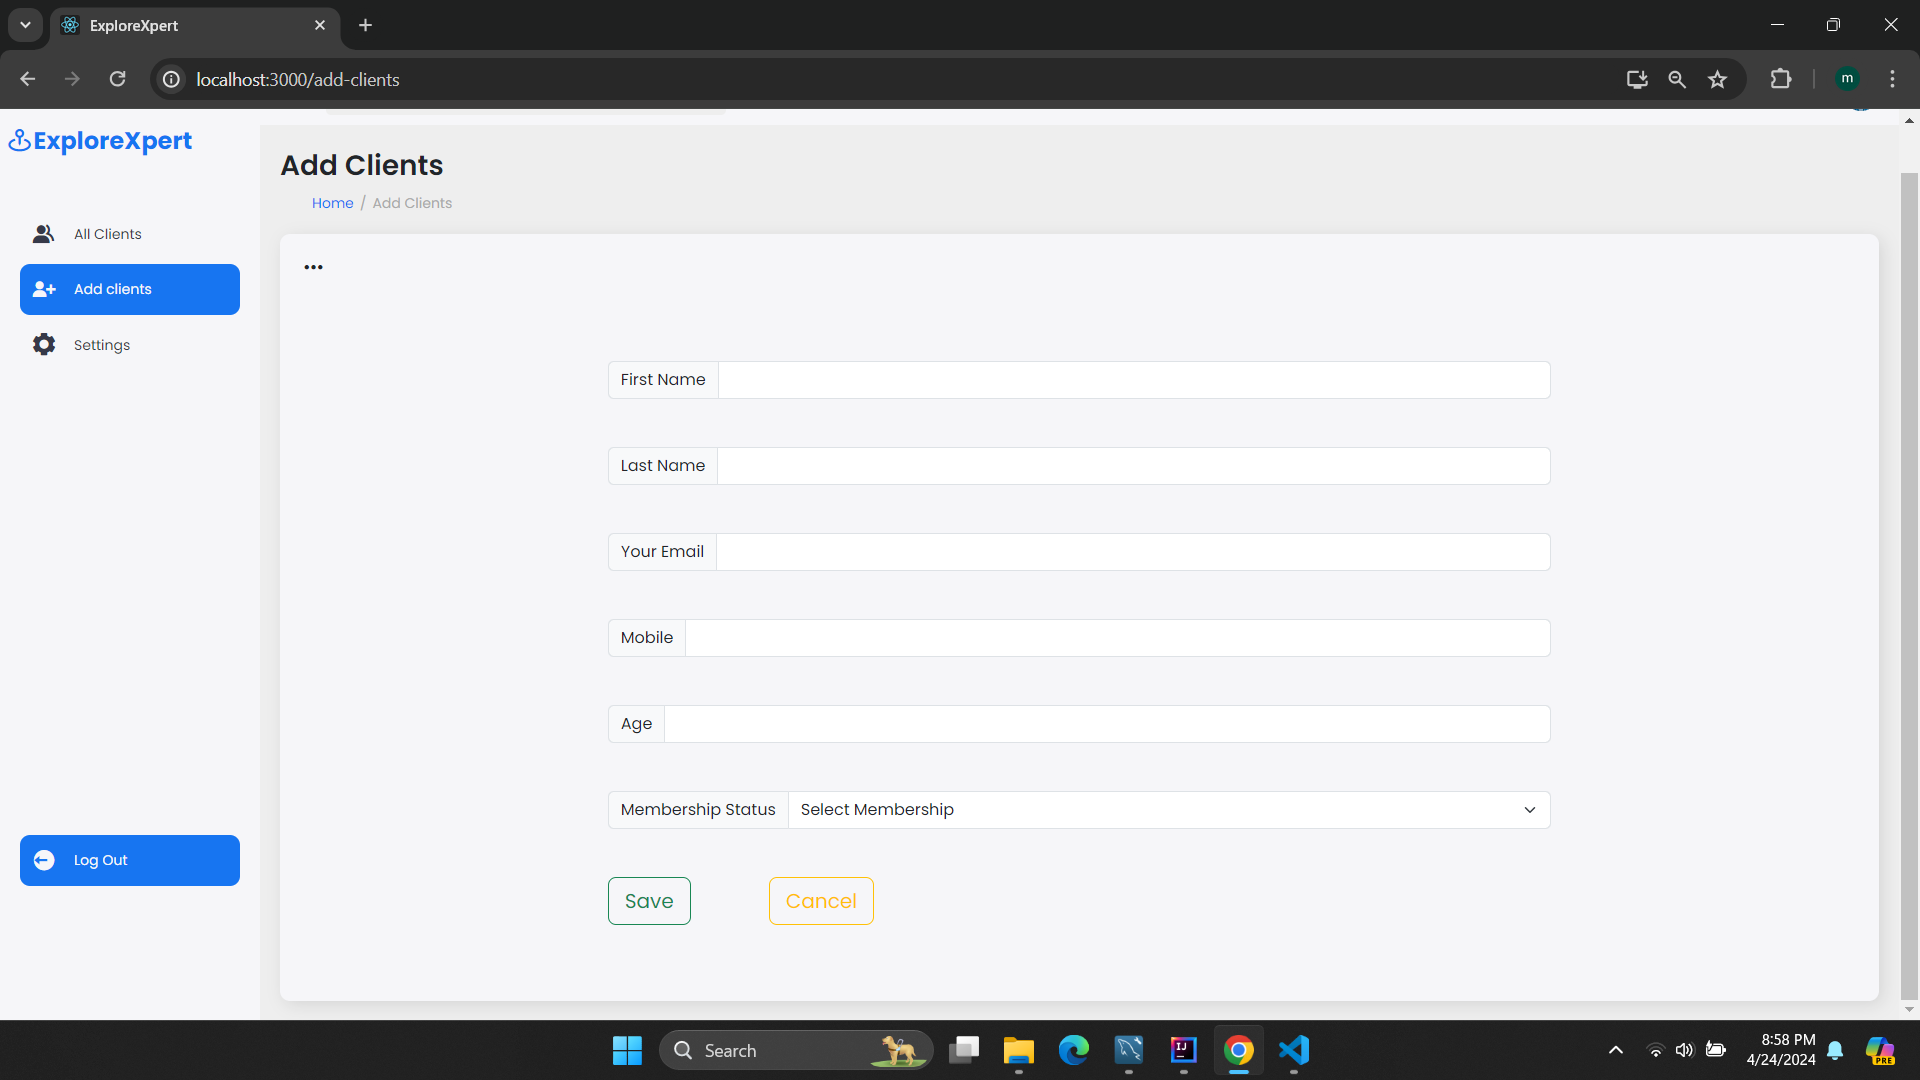 ExploreXpert
localhost:3000/add-clients
m
ExploreXpert
All Clients
Add clients
Settings
Log Out
Add Clients
Home / Add Clients
•••
First Name
Last Name
Your Email
Mobile
Age
Membership Status Select Membership
Save Cancel
Search
IJ
8:58 PM
4/24/2024
PRE